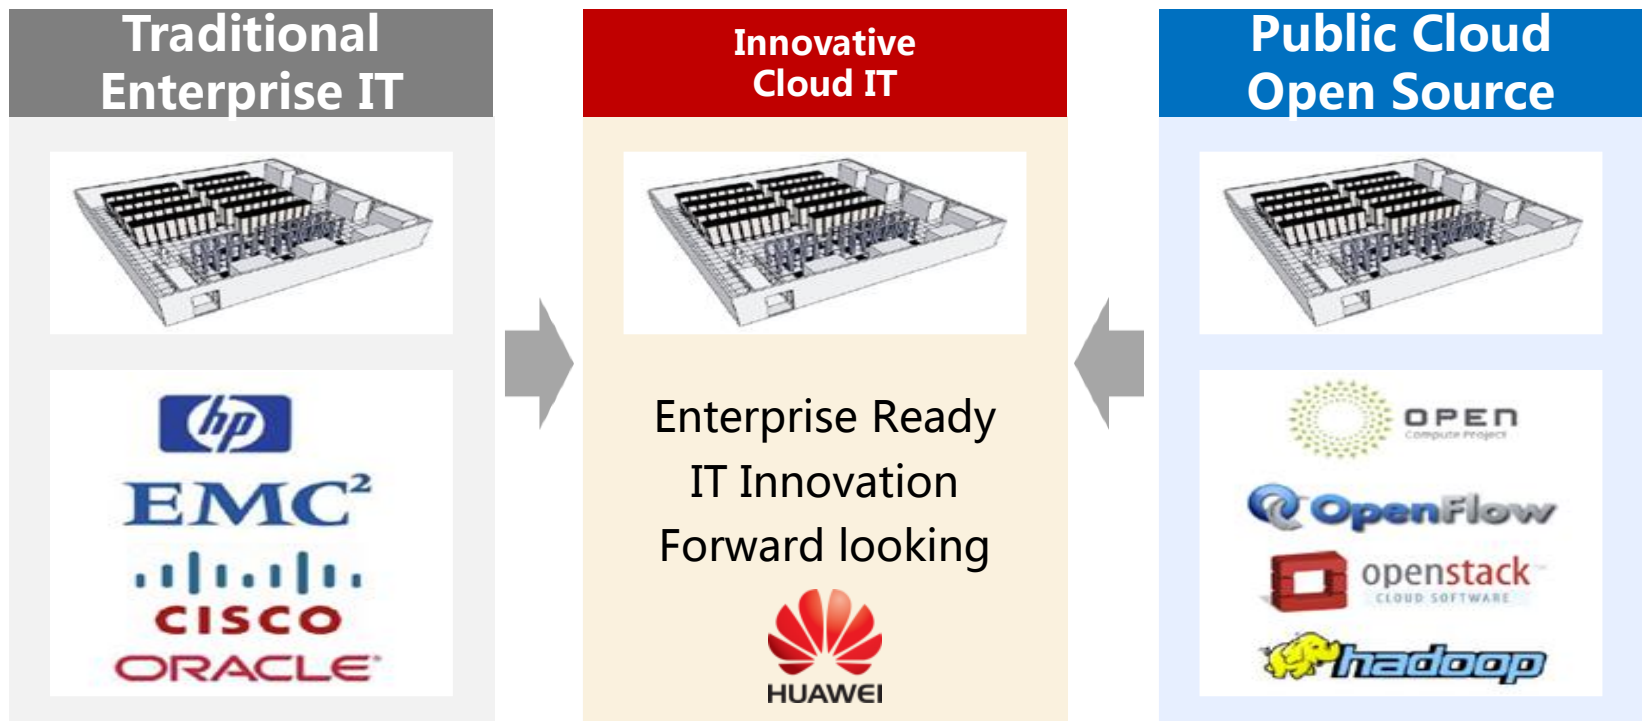 Traditional
Enterprise IT
hp
EMC²
CISCO
ORACLE®
Innovative
Cloud IT
Enterprise Ready
IT Innovation
Forward looking
HUAWEI
Public Cloud
Open Source
OPEN
Compute Project
OpenFlow
openstack™
CLOUD SOFTWARE
hadoop